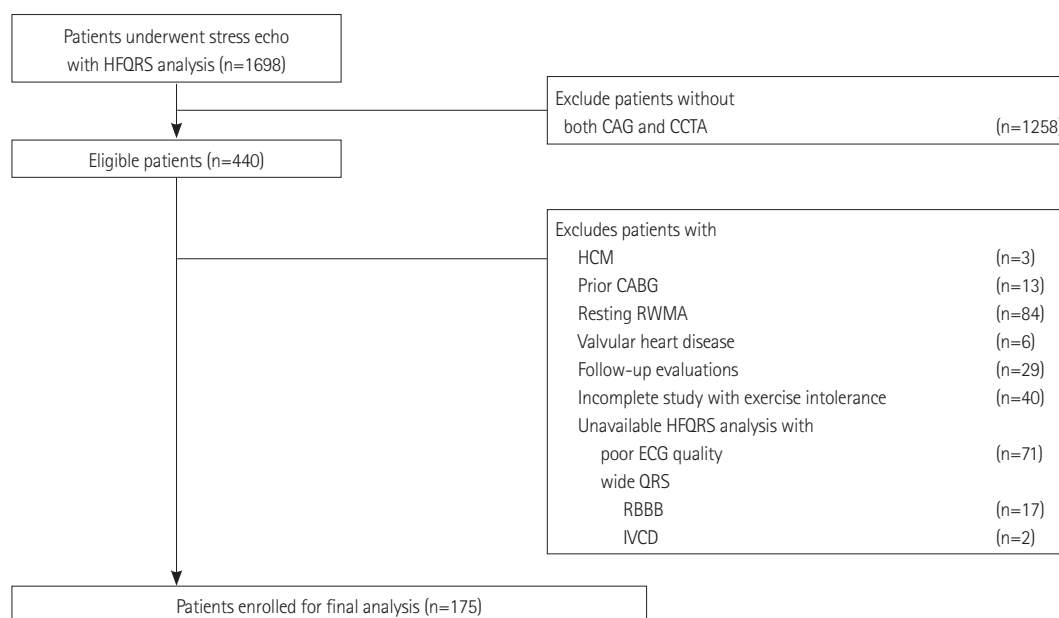 Patients underwent stress echo
with HFQRS analysis (n=1698)
Exclude patients without
both CAG and CCTA (n=1258)
Eligible patients (n=440)
Excludes patients with
HCM (n=3)
Prior CABG (n=13)
Resting RWMA (n=84)
Valvular heart disease (n=6)
Follow-up evaluations (n=29)
Incomplete study with exercise intolerance (n=40)
Unavailable HFQRS analysis with
poor ECG quality (n=71)
wide QRS
RBBB (n=17)
IVCD (n=2)
Patients enrolled for final analysis (n=175)